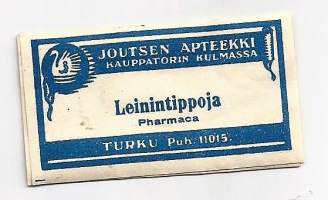 JOUTSEN APTEEKKI
KAUPPATORIN KULMASSA
Leinintippoja
Pharmaca
TURKU Puh. 11015.